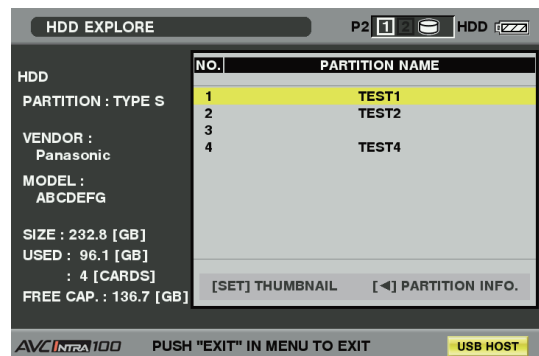 HDD EXPLORE
P2 1 2 HDD
HDD
PARTITION : TYPE S
VENDOR :
Panasonic
MODEL :
ABCDEFG
SIZE : 232.8 [GB]
USED : 96.1 [GB]
: 4 [CARDS]
FREE CAP. : 136.7 [GB]
NO. PARTITION NAME
1 TEST1
2 TEST2
3
4 TEST4
[SET] THUMBNAIL [◀] PARTITION INFO.
AVC INTRA 100 PUSH "EXIT" IN MENU TO EXIT USB HOST